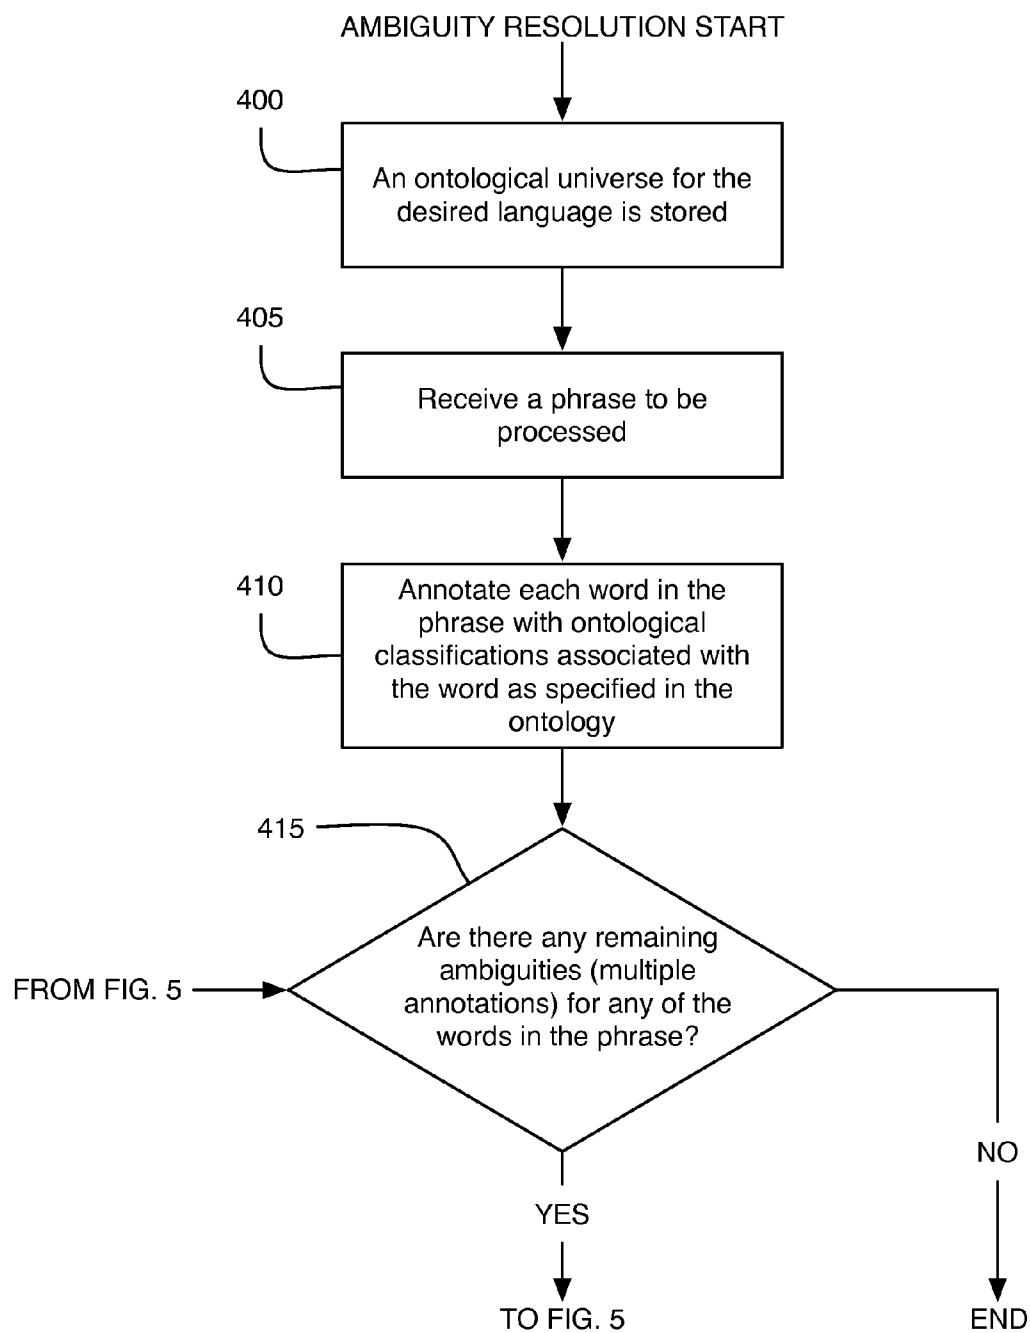 AMBIGUITY RESOLUTION START
400
An ontological universe for the
desired language is stored
405
Receive a phrase to be
processed
410
Annotate each word in the
phrase with ontological
classifications associated with
the word as specified in the
ontology
415
Are there any remaining
ambiguities (multiple
annotations) for any of the
words in the phrase?
FROM FIG. 5
NO
YES
TO FIG. 5
END